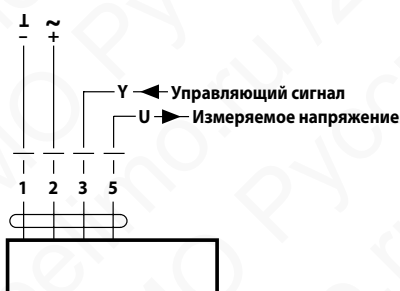 ⊥ ~
– +
Y Управляющий сигнал
U Измеряемое напряжение
1 2 3 5